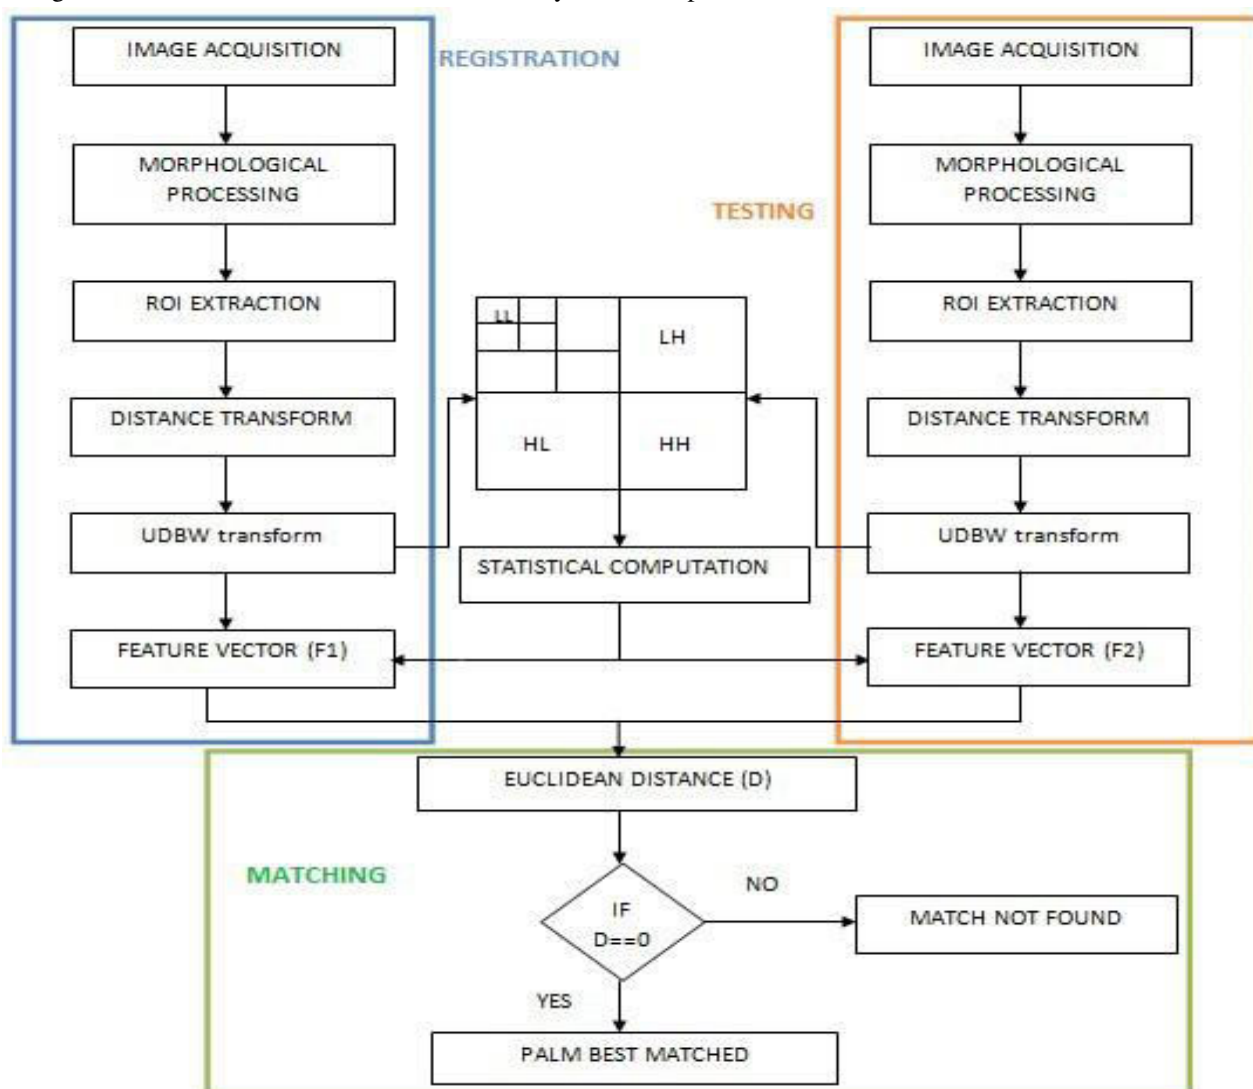 IMAGE ACQUISITION
REGISTRATION
MORPHOLOGICAL
PROCESSING
ROI EXTRACTION
DISTANCE TRANSFORM
UDBW transform
FEATURE VECTOR (F1)
LL
LH
HL
HH
STATISTICAL COMPUTATION
TESTING
IMAGE ACQUISITION
MORPHOLOGICAL
PROCESSING
ROI EXTRACTION
DISTANCE TRANSFORM
UDBW transform
FEATURE VECTOR (F2)
EUCLIDEAN DISTANCE (D)
MATCHING
IF
D==0
NO
MATCH NOT FOUND
YES
PALM BEST MATCHED